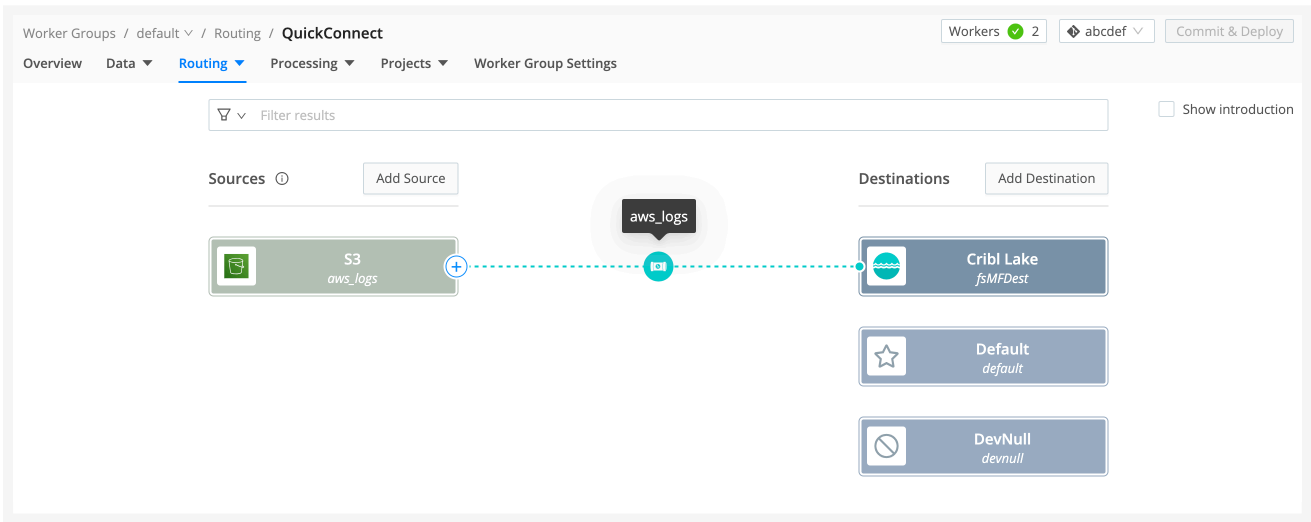 Worker Groups / default / Routing / QuickConnect
Workers 2 abcdef Commit & Deploy
Overview Data Routing Processing Projects Worker Group Settings
Filter results
Show introduction
Sources Add Source
Destinations Add Destination
aws_logs
S3
aws_logs
Cribl Lake
fsMFDest
Default
default
DevNull
devnull